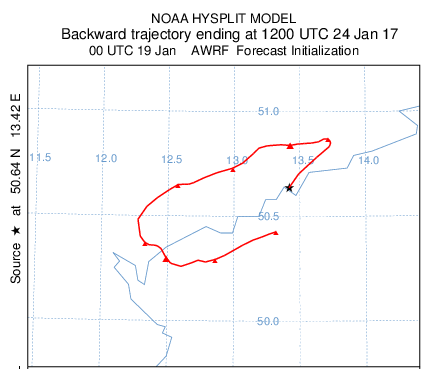 NOAA HYSPLIT MODEL
Backward trajectory ending at 1200 UTC 24 Jan 17
00 UTC 19 Jan AWRF Forecast Initialization
Source ★ at 50.64 N 13.42 E
51.0
11.5 12.0 12.5 13.0 13.5 14.0
50.5
50.0